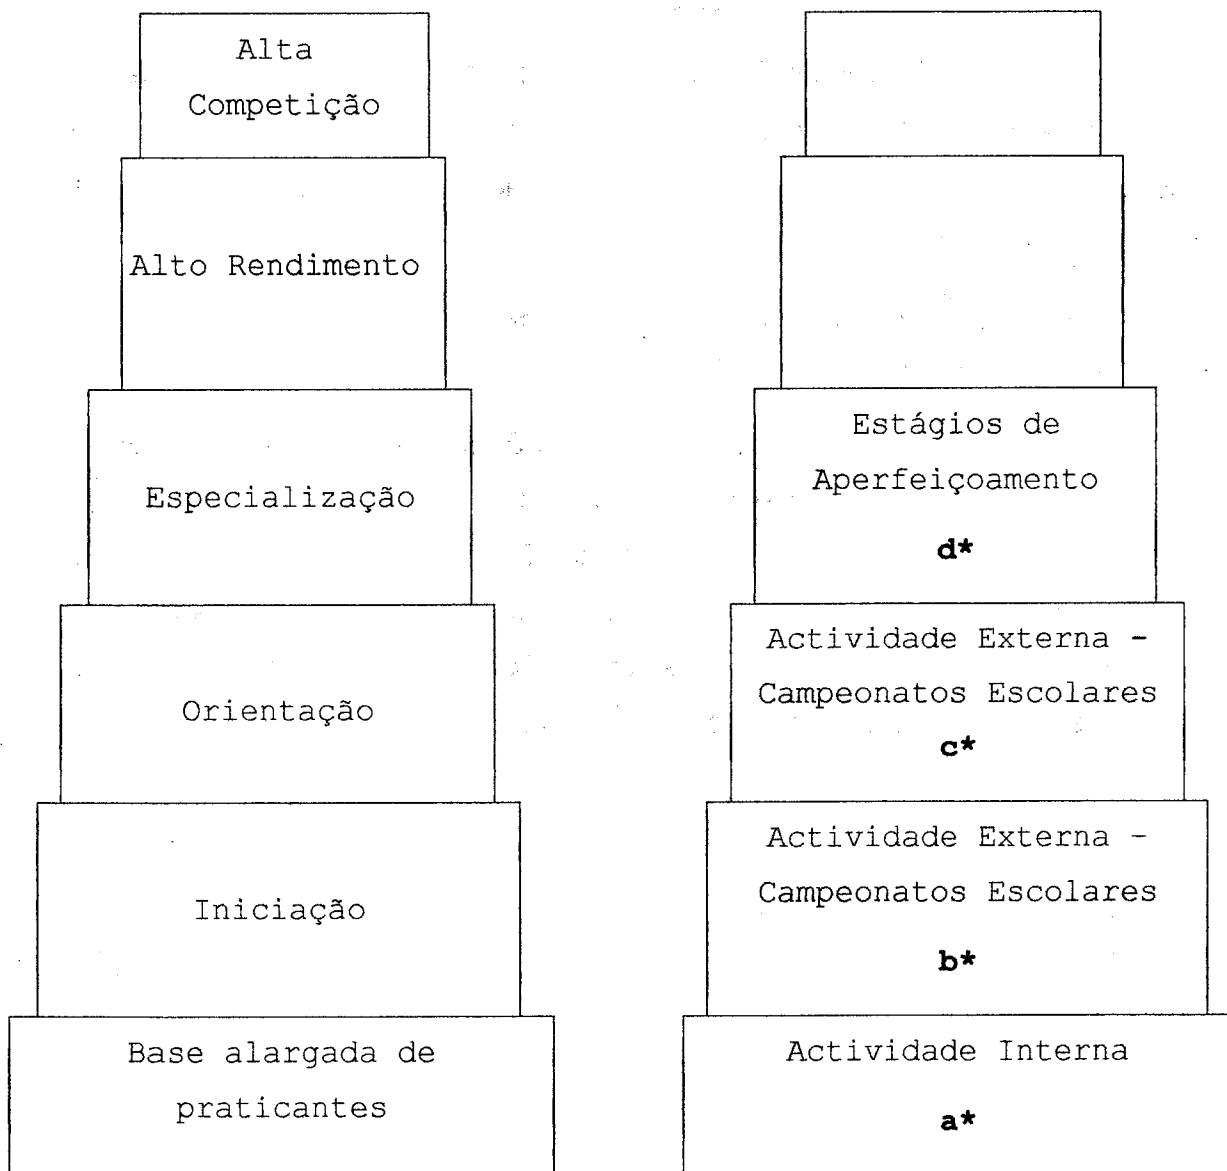 Alta
Competição
Alto Rendimento
Especialização
Orientação
Iniciação
Base alargada de
praticantes
Estágios de
Aperfeiçoamento
d*
Actividade Externa -
Campeonatos Escolares
c*
Actividade Externa -
Campeonatos Escolares
b*
Actividade Interna
a*